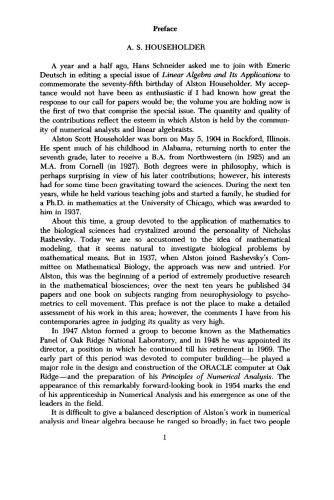 Preface
A. S. HOUSEHOLDER
A year and a half ago, Hans Schneider asked me to join with Emeric
Deutsch in editing a special issue of Linear Algebra and Its Applications to
commemorate the seventy-fifth birthday of Alston Householder. My accep-
tance would not have been as enthusiastic if I had known how great the
response to our call for papers would be; the volume you are holding now is
the first of two that comprise the special issue. The quantity and quality of
the contributions reflect the esteem in which Alston is held by the commun-
ity of numerical analysts and linear algebraists.
Alston Scott Householder was born on May 5, 1904 in Rockford, Illinois.
He spent much of his childhood in Alabama, returning north to enter the
seventh grade, later to receive a B.A. from Northwestern (in 1925) and an
M.A. from Cornell (in 1927). Both degrees were in philosophy, which is
perhaps surprising in view of his later contributions; however, his interests
had for some time been gravitating toward the sciences. During the next ten
years, while he held various teaching jobs and started a family, he studied for
a Ph.D. in mathematics at the University of Chicago, which was awarded to
him in 1937.
About this time, a group devoted to the application of mathematics to
the biological sciences had crystalized around the personality of Nicholas
Rashevsky. Today we are so accustomed to the idea of mathematical
modeling, that it seems natural to investigate biological problems by
mathematical means. But in 1937, when Alston joined Rashevsky's Com-
mittee on Mathematical Biology, the approach was new and untried. For
Alston, this was the beginning of a period of extremely productive research
in the mathematical biosciences; over the next ten years he published 34
papers and one book on subjects ranging from neurophysiology to psycho-
metrics to cell movement. This preface is not the place to make a detailed
assessment of his work in this area; however, the comments I have from his
contemporaries agree in judging its quality as very high.
In 1947 Alston formed a group to become known as the Mathematics
Panel of Oak Ridge National Laboratory, and in 1948 he was appointed its
director, a position in which he continued till his retirement in 1969. The
early part of this period was devoted to computer building—he played a
major role in the design and construction of the ORACLE computer at Oak
Ridge—and the preparation of his Principles of Numerical Analysis. The
appearance of this remarkably forward-looking book in 1954 marks the end
of his apprenticeship in Numerical Analysis and his emergence as one of the
leaders in the field.
It is difficult to give a balanced description of Alston's work in numerical
analysis and linear algebra because he ranged so broadly; in fact two people
1